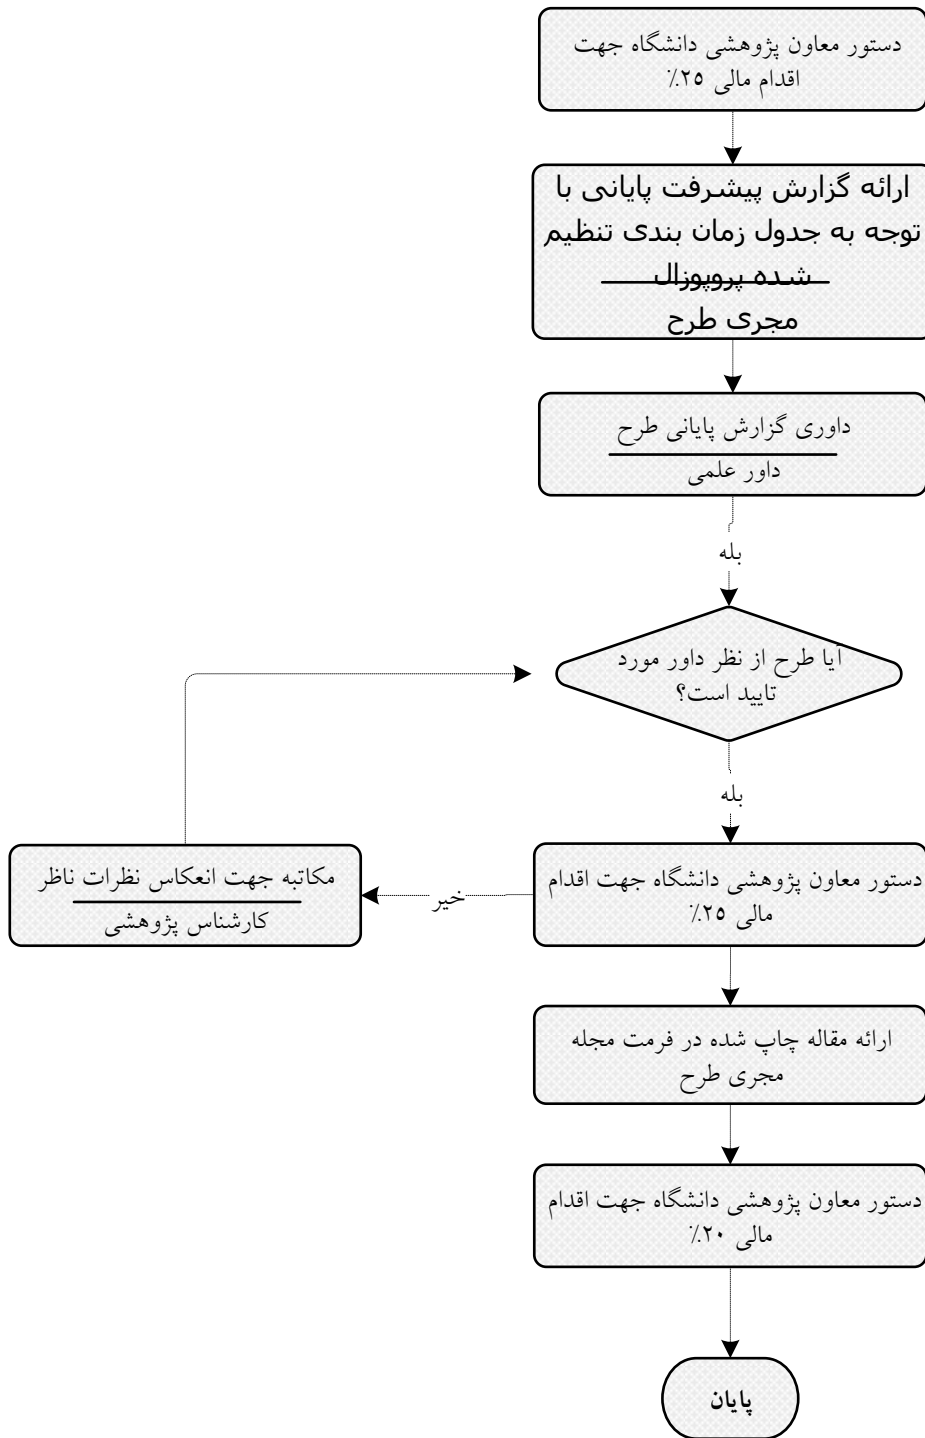 دستور معاون پژوهشی دانشگاه جهت
اقدام مالی ۲۵٪
ارائه گزارش پیشرفت پایانی با
توجه به جدول زمان بندی تنظیم
شده پروپوزال
مجری طرح
داوری گزارش پایانی طرح
داور علمی
بله
آیا طرح از نظر داور مورد
تایید است؟
بله
دستور معاون پژوهشی دانشگاه جهت اقدام
مالی ۲۵٪
خیر
مکاتبه جهت انعکاس نظرات ناظر
کارشناس پژوهشی
ارائه مقاله چاپ شده در فرمت مجله
مجری طرح
دستور معاون پژوهشی دانشگاه جهت اقدام
مالی ۲۰٪
پایان